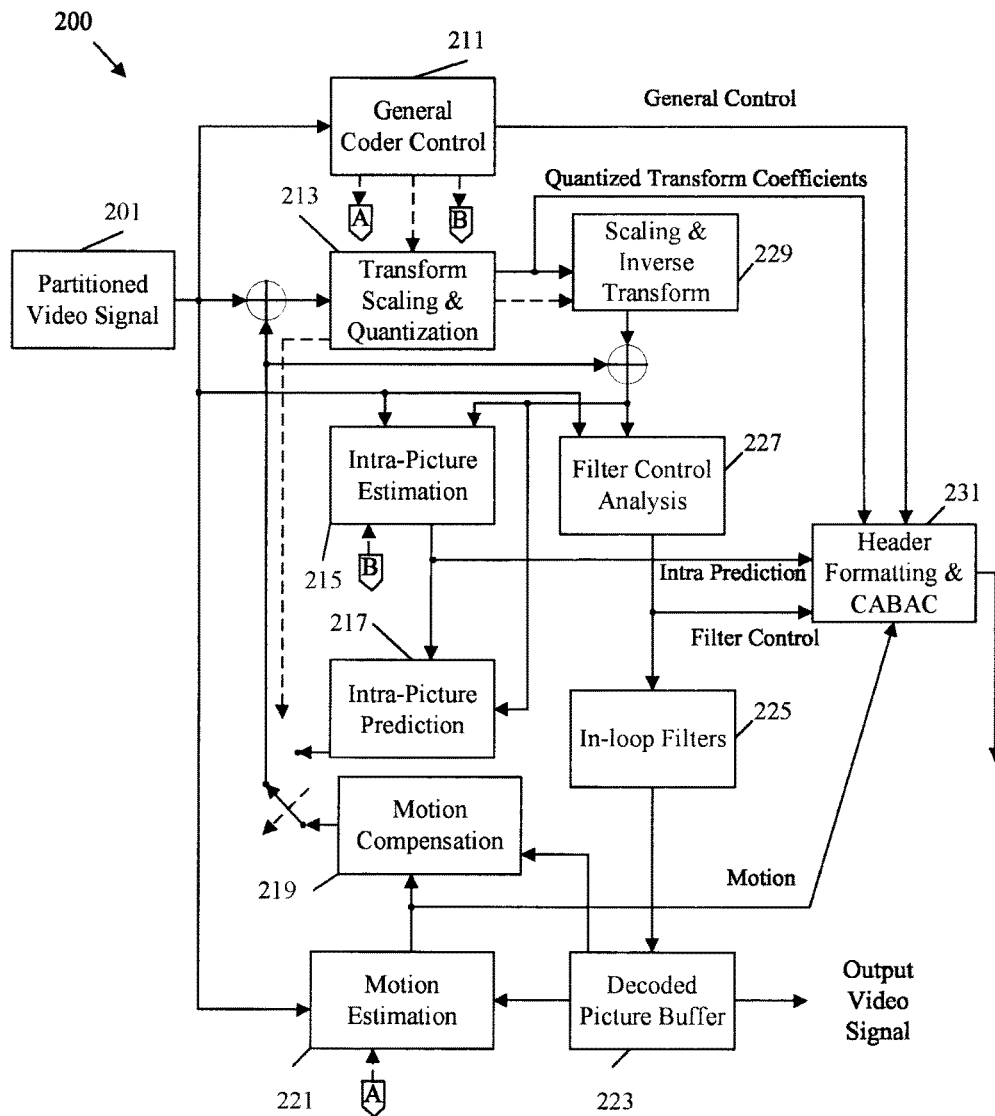 200
211
General
Coder Control
General Control
Quantized Transform Coefficients
A
B
213
201
Partitioned
Video Signal
Transform
Scaling &
Quantization
Scaling &
Inverse
Transform
229
Intra-Picture
Estimation
215
B
Filter Control
Analysis
227
231
Header
Formatting &
CABAC
Intra Prediction
Filter Control
217
Intra-Picture
Prediction
225
In-loop Filters
Motion
Compensation
219
Motion
Motion
Estimation
221
A
Decoded
Picture Buffer
223
Output
Video
Signal